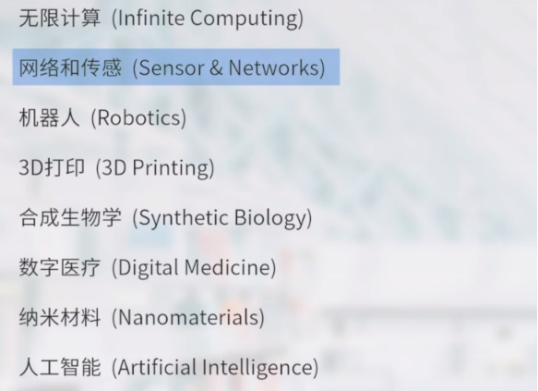 无限计算 (Infinite Computing)
网络和传感 (Sensor & Networks)
机器人 (Robotics)
3D打印 (3D Printing)
合成生物学 (Synthetic Biology)
数字医疗 (Digital Medicine)
纳米材料 (Nanomaterials)
人工智能 (Artificial Intelligence)